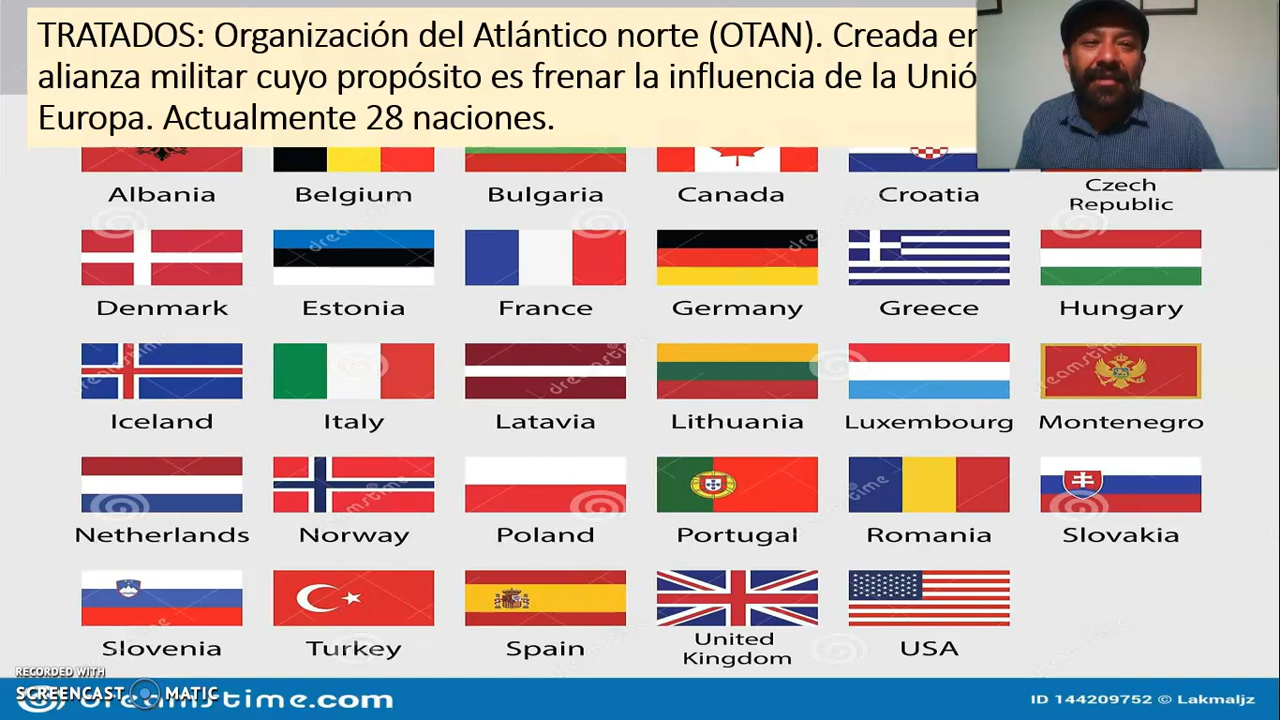 TRATADOS: Organización del Atlántico norte (OTAN). Creada en
alianza militar cuyo propósito es frenar la influencia de la Unió
Europa. Actualmente 28 naciones.
Albania Belgium Bulgaria Canada Croatia Czech Republic
Denmark Estonia France Germany Greece Hungary
Iceland Italy Latavia Lithuania Luxembourg Montenegro
Netherlands Norway Poland Portugal Romania Slovakia
Slovenia Turkey Spain United Kingdom USA
RECORDED WITH
SCREENCAST MATIC
dreamstime.com
ID 144209752 © Lakmaljz